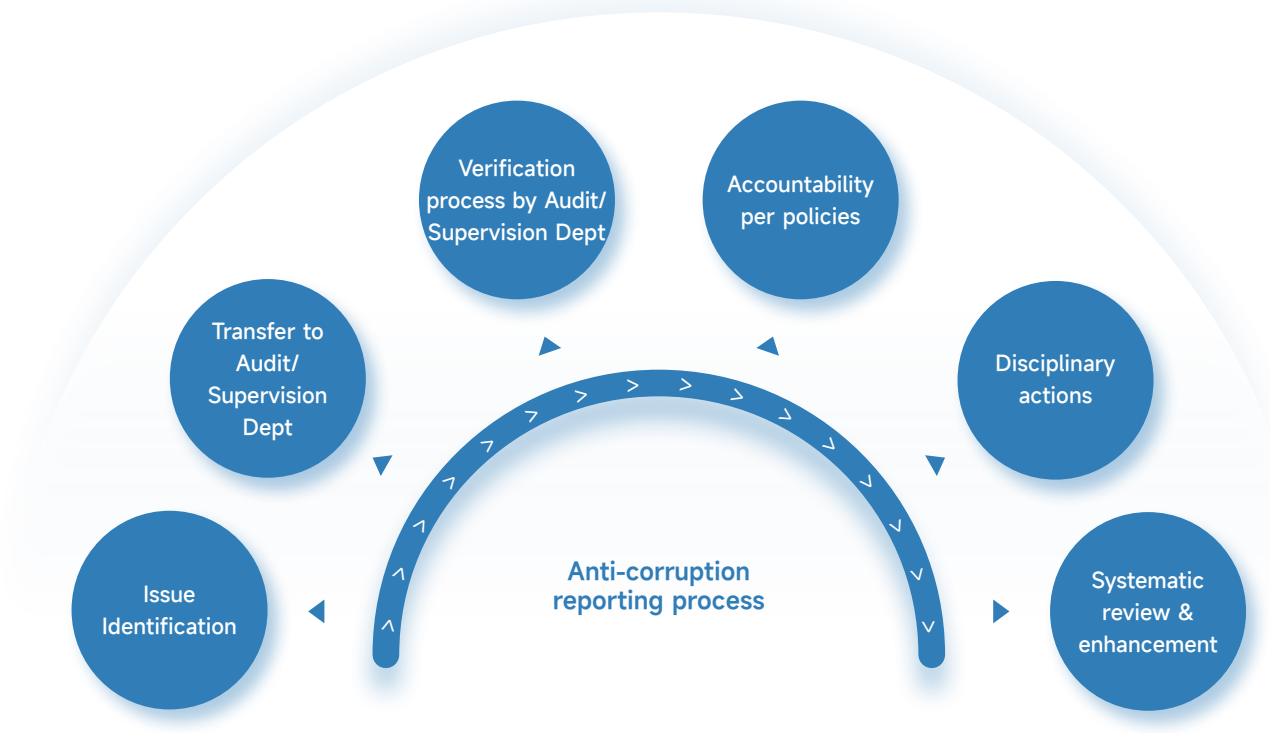 Issue
Identification
Transfer to
Audit/
Supervision
Dept
Verification
process by Audit/
Supervision Dept
Accountability
per policies
Disciplinary
actions
Systematic
review &
enhancement
Anti-corruption
reporting process